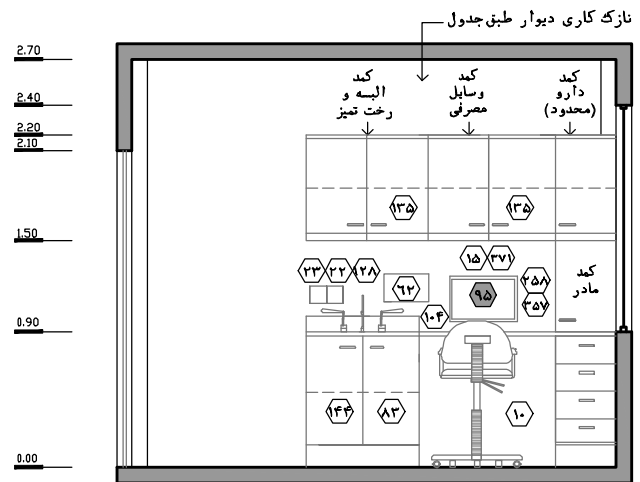 نازک کاری دیوار طبق جدول
2.70
2.40
2.20
2.10
1.50
0.90
0.00
کمد
البسه و
رخت تمیز
کمد
وسایل
مصرفی
کمد
دارو
(محدود)
۱۳۵
۱۳۵
۲۳
۲۲
۱۲۸
۶۲
۱۵
۳۷۱
۹۵
۱۰۴
۲۵۸
۳۵۷
کمد
مادر
۱۴۴
۸۳
۱۰